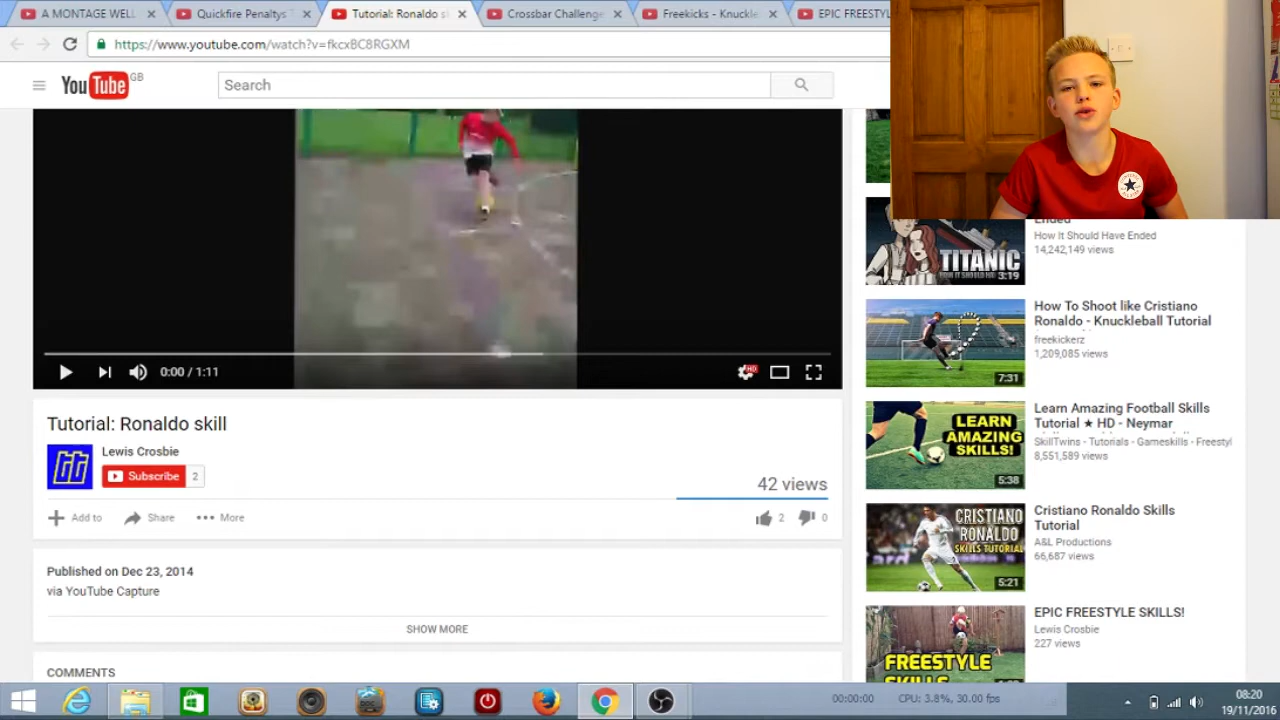 A MONTAGE WELL
Quickfire Penaltys
Tutorial: Ronaldo s
Crossbar Challenge
Freekicks - Knuckle
EPIC FREESTYL
https://www.youtube.com/watch?v=fkcxBC8RGXM
YouTube GB
Search
Ended
How It Should Have Ended
14,242,149 views
TITANIC
HOW IT SHOULD HAVE
3:19
How To Shoot like Cristiano
Ronaldo - Knuckleball Tutorial
freekickerz
1,209,085 views
7:31
0:00 / 1:11
HD
Tutorial: Ronaldo skill
Lewis Crosbie
Subscribe 2
42 views
Add to Share More
2 0
Published on Dec 23, 2014
via YouTube Capture
SHOW MORE
COMMENTS
LEARN
AMAZING
SKILLS!
5:38
Learn Amazing Football Skills
Tutorial ★ HD - Neymar
SkillTwins - Tutorials - Gameskills - Freestyl
8,551,589 views
CRISTIANO
RONALDO
SKILLS TUTORIAL
5:21
Cristiano Ronaldo Skills
Tutorial
A&L Productions
66,687 views
FREESTYLE
SKILLS
EPIC FREESTYLE SKILLS!
Lewis Crosbie
227 views
00:00:00 CPU: 3.8%, 30.00 fps
08:20
19/11/2016